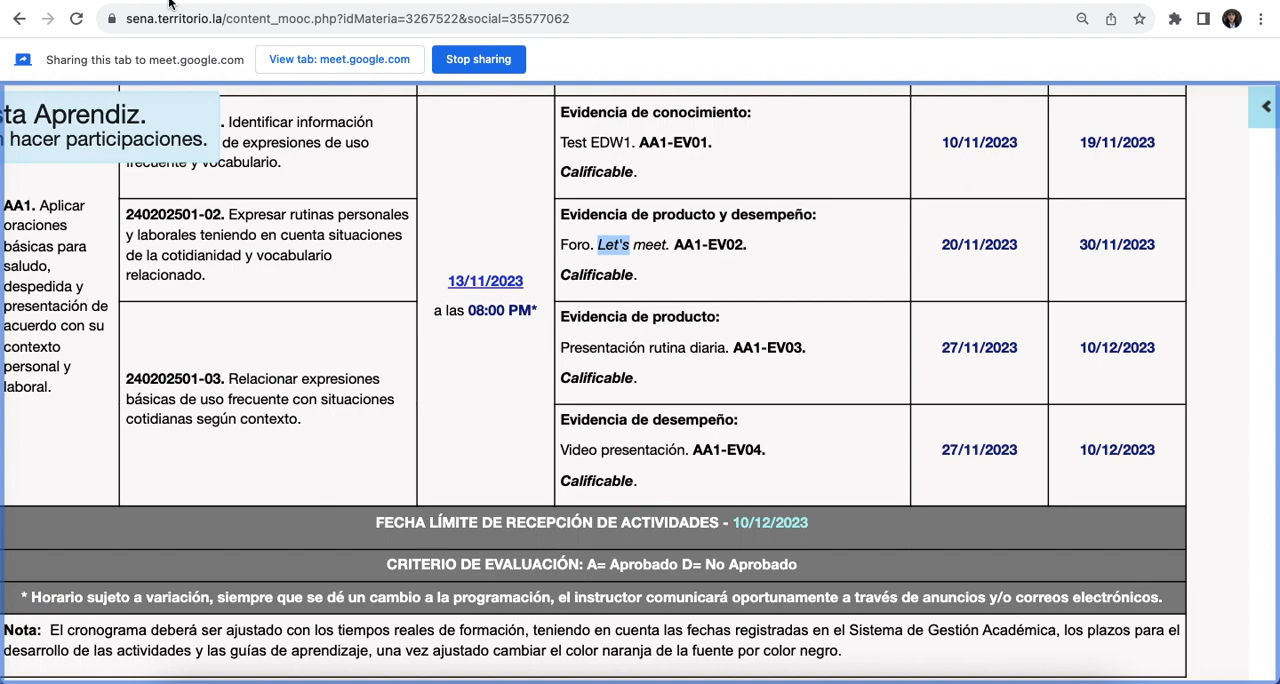 sena.territorio.la/content_mooc.php?idMateria=3267522&social=35577062
Sharing this tab to meet.google.com
View tab: meet.google.com
Stop sharing
sta Aprendiz.
hacer participaciones.
. Identificar información
de expresiones de uso
frecuente y vocabulario.
AA1. Aplicar
oraciones
básicas para
saludo,
despedida y
presentación de
acuerdo con su
contexto
personal y
laboral.
240202501-02. Expresar rutinas personales
y laborales teniendo en cuenta situaciones
de la cotidianidad y vocabulario
relacionado.
240202501-03. Relacionar expresiones
básicas de uso frecuente con situaciones
cotidianas según contexto.
13/11/2023
a las 08:00 PM*
Evidencia de conocimiento:
Test EDW1. AA1-EV01.
Calificable.
10/11/2023
19/11/2023
Evidencia de producto y desempeño:
Foro. Let's meet. AA1-EV02.
Calificable.
20/11/2023
30/11/2023
Evidencia de producto:
Presentación rutina diaria. AA1-EV03.
Calificable.
27/11/2023
10/12/2023
Evidencia de desempeño:
Video presentación. AA1-EV04.
Calificable.
27/11/2023
10/12/2023
FECHA LÍMITE DE RECEPCIÓN DE ACTIVIDADES - 10/12/2023
CRITERIO DE EVALUACIÓN: A= Aprobado D= No Aprobado
* Horario sujeto a variación, siempre que se dé un cambio a la programación, el instructor comunicará oportunamente a través de anuncios y/o correos electrónicos.
Nota: El cronograma deberá ser ajustado con los tiempos reales de formación, teniendo en cuenta las fechas registradas en el Sistema de Gestión Académica, los plazos para el
desarrollo de las actividades y las guías de aprendizaje, una vez ajustado cambiar el color naranja de la fuente por color negro.